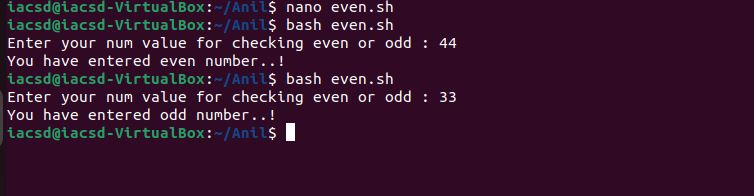 iacsd@iacsd-VirtualBox:~/Anil$ nano even.sh
iacsd@iacsd-VirtualBox:~/Anil$ bash even.sh
Enter your num value for checking even or odd : 44
You have entered even number..!
iacsd@iacsd-VirtualBox:~/Anil$ bash even.sh
Enter your num value for checking even or odd : 33
You have entered odd number..!
iacsd@iacsd-VirtualBox:~/Anil$